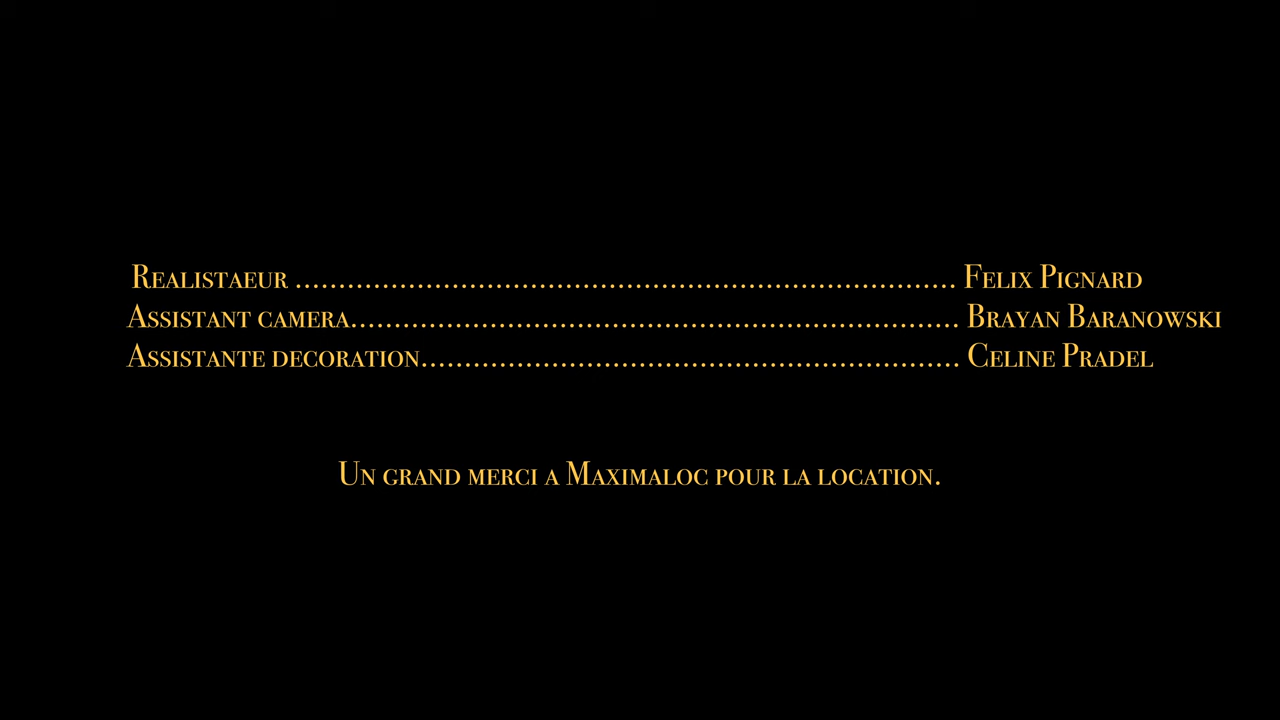 Realistaeur ............................................................................ Felix Pignard
Assistant camera...................................................................... Brayan Baranowski
Assistante decoration.............................................................. Celine Pradel
Un grand merci a Maximaloc pour la location.